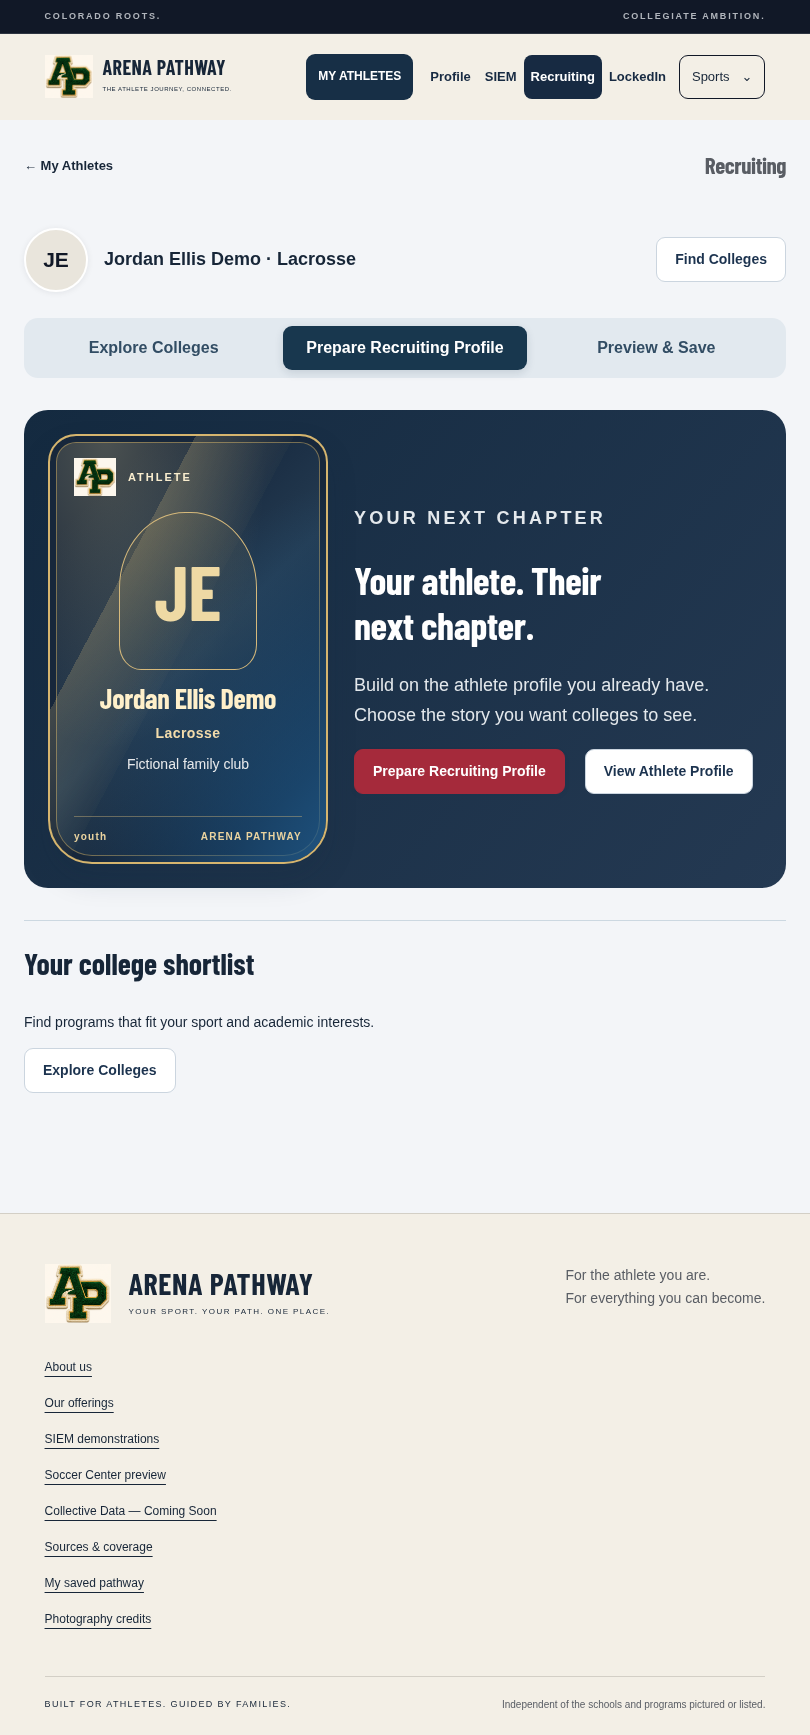 COLORADO ROOTS.
COLLEGIATE AMBITION.
AP
ARENA PATHWAY
THE ATHLETE JOURNEY, CONNECTED.
MY ATHLETES
Profile
SIEM
Recruiting
LockedIn
Sports
← My Athletes
Recruiting
JE
Jordan Ellis Demo · Lacrosse
Find Colleges
Explore Colleges
Prepare Recruiting Profile
Preview & Save
AP
ATHLETE
JE
Jordan Ellis Demo
Lacrosse
Fictional family club
youth
ARENA PATHWAY
YOUR NEXT CHAPTER
Your athlete. Their
next chapter.
Build on the athlete profile you already have.
Choose the story you want colleges to see.
Prepare Recruiting Profile
View Athlete Profile
Your college shortlist
Find programs that fit your sport and academic interests.
Explore Colleges
AP
ARENA PATHWAY
YOUR SPORT. YOUR PATH. ONE PLACE.
For the athlete you are.
For everything you can become.
About us
Our offerings
SIEM demonstrations
Soccer Center preview
Collective Data — Coming Soon
Sources & coverage
My saved pathway
Photography credits
BUILT FOR ATHLETES. GUIDED BY FAMILIES.
Independent of the schools and programs pictured or listed.